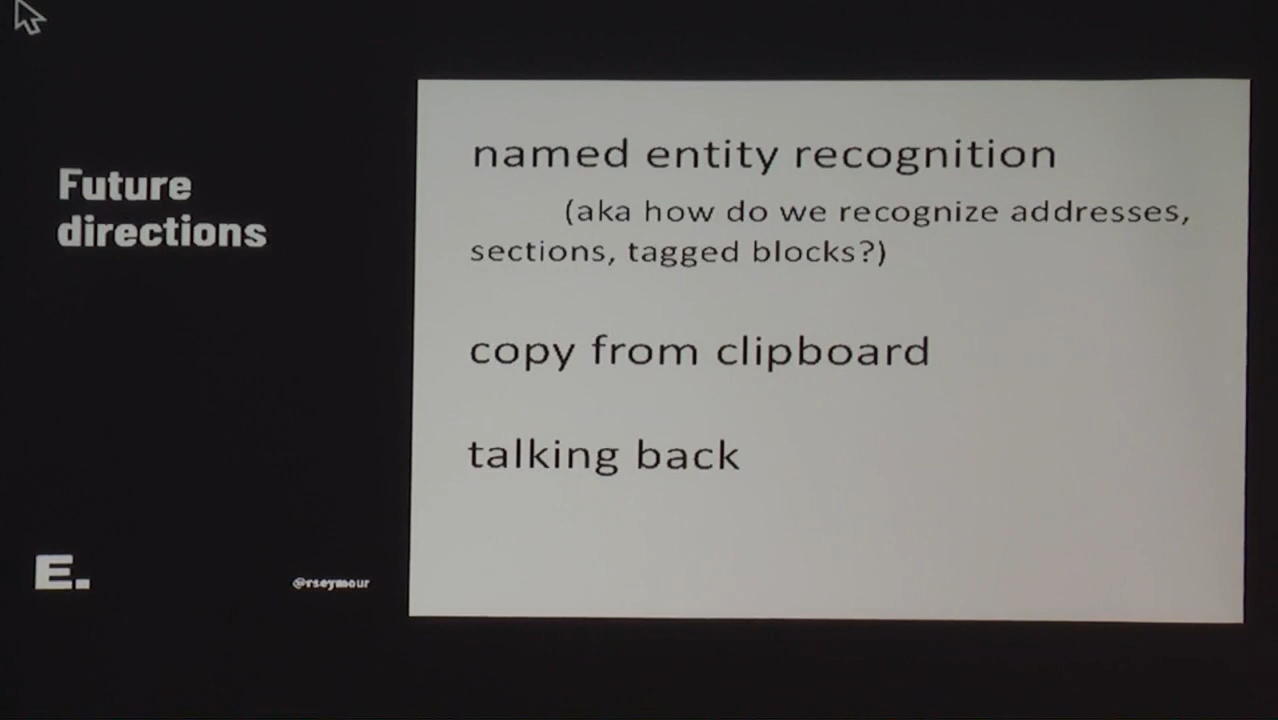 Future
directions
named entity recognition
(aka how do we recognize addresses,
sections, tagged blocks?)
copy from clipboard
talking back
E.
@rseymour